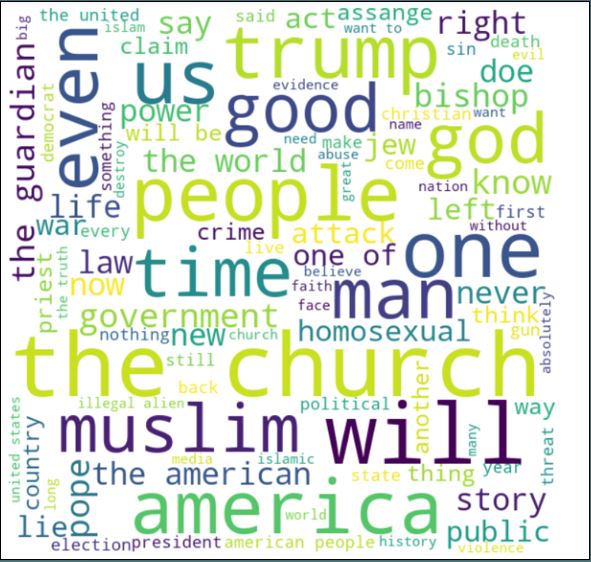 the united
big
islam
said
act
assange
want to
right
say
claim
trump
sin
death
evil
the guardian
even
us
doe
democrat
evidence
bishop
power
good
christian
want
name
something
will be
need
make
jew
god
destroy
the world
abuse
come
great
people
nation
know
life
left
first
war
every
crime
attack
without
one
live
one of
law
time
believe
priest
the truth
now
faith
man
never
face
government
think
gun
absolutely
nothing
new
church
homosexual
the church
still
back
another
illegal alien
political
way
muslim
will
many
united states
country
media
islamic
threat
pope
the american
state
thing
year
long
america
story
lie
world
public
election
president
american people
history
violence